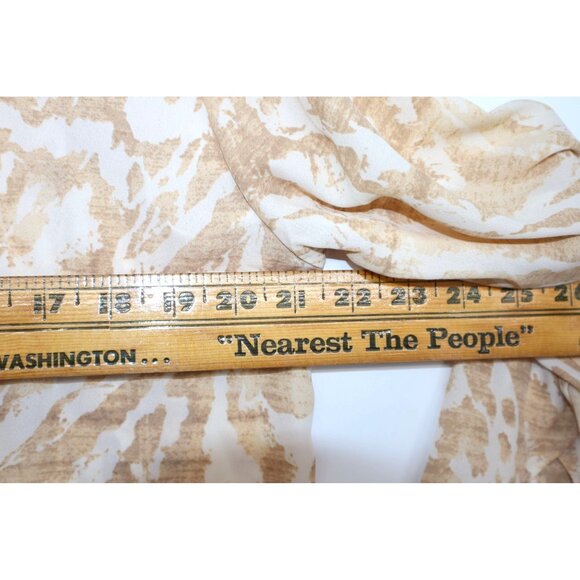 17 18 19 20 21 22 23 24 25 26
WASHINGTON... "Nearest The People"